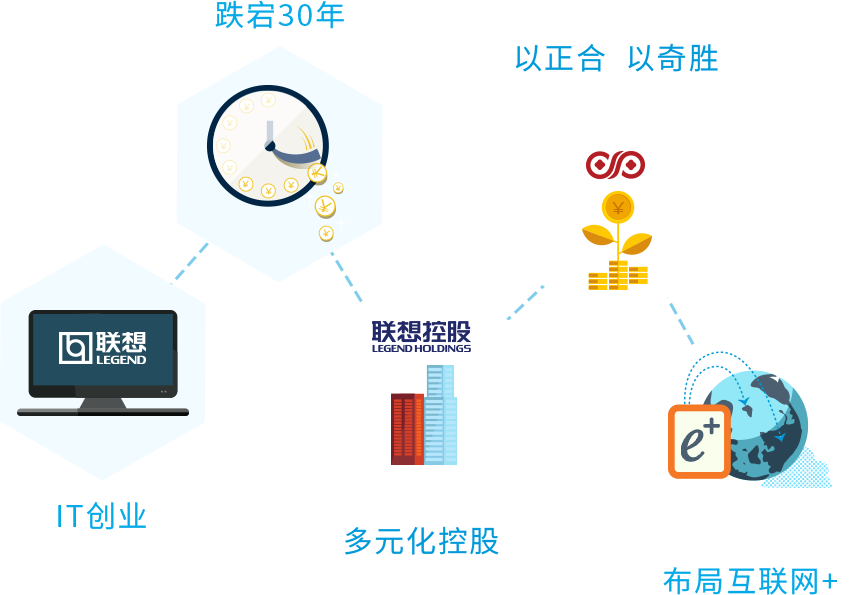 跌宕30年
以正合 以奇胜
联想
LEGEND
联想控股
LEGEND HOLDINGS
e+
IT创业
多元化控股
布局互联网+